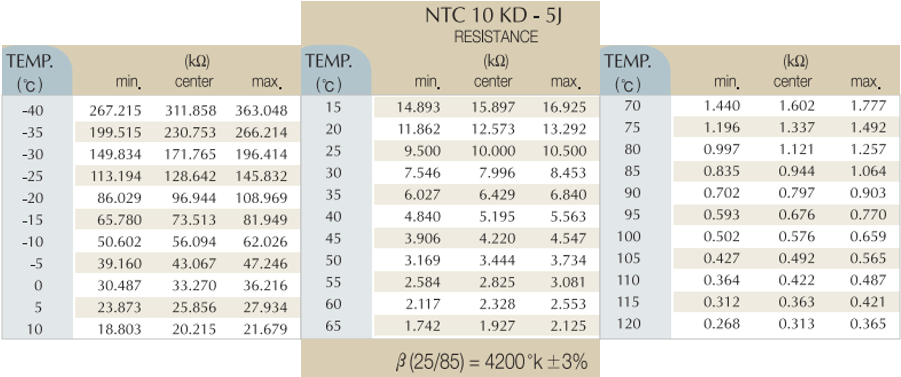 NTC 10 KD - 5J
RESISTANCE
TEMP. (kΩ) TEMP. (kΩ) TEMP. (kΩ)
(℃) min. center max. (℃) min. center max. (℃) min. center max.
-40 267.215 311.858 363.048 15 14.893 15.897 16.925 70 1.440 1.602 1.777
-35 199.515 230.753 266.214 20 11.862 12.573 13.292 75 1.196 1.337 1.492
-30 149.834 171.765 196.414 25 9.500 10.000 10.500 80 0.997 1.121 1.257
-25 113.194 128.642 145.832 30 7.546 7.996 8.453 85 0.835 0.944 1.064
-20 86.029 96.944 108.969 35 6.027 6.429 6.840 90 0.702 0.797 0.903
-15 65.780 73.513 81.949 40 4.840 5.195 5.563 95 0.593 0.676 0.770
-10 50.602 56.094 62.026 45 3.906 4.220 4.547 100 0.502 0.576 0.659
-5 39.160 43.067 47.246 50 3.169 3.444 3.734 105 0.427 0.492 0.565
0 30.487 33.270 36.216 55 2.584 2.825 3.081 110 0.364 0.422 0.487
5 23.873 25.856 27.934 60 2.117 2.328 2.553 115 0.312 0.363 0.421
10 18.803 20.215 21.679 65 1.742 1.927 2.125 120 0.268 0.313 0.365
β (25/85) = 4200°k ±3%